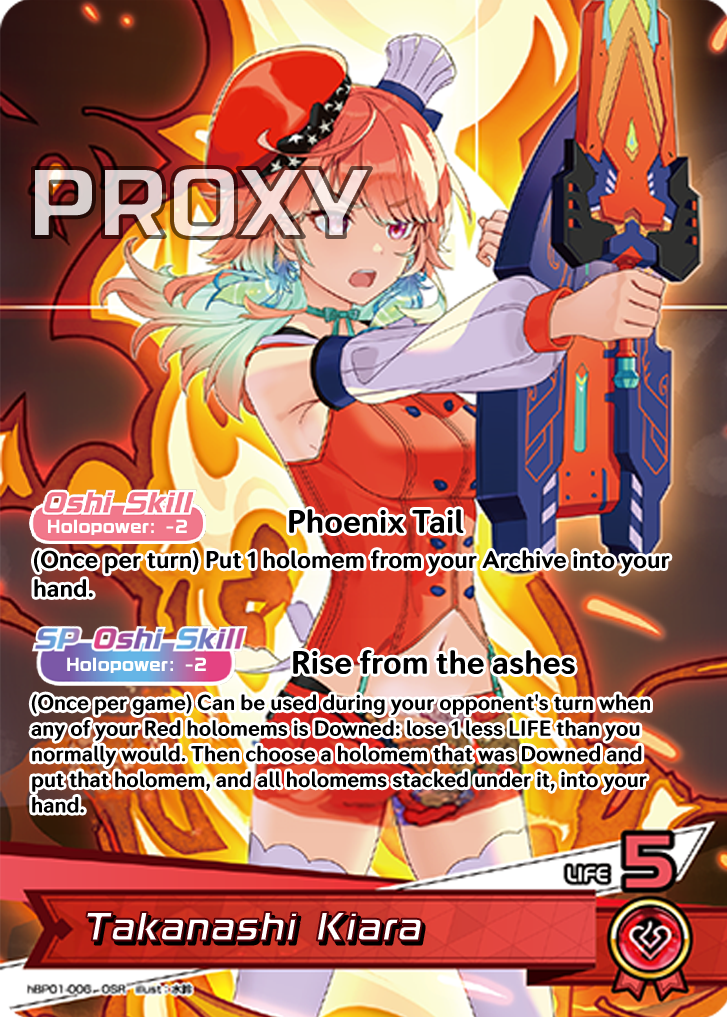 PROXY
Oshi Skill
Holopower: -2
Phoenix Tail
(Once per turn) Put 1 holomem from your Archive into your
hand.
SP Oshi Skill
Holopower: -2
Rise from the ashes
(Once per game) Can be used during your opponent's turn when
any of your Red holomems is Downed: lose 1 less LIFE than you
normally would. Then choose a holomem that was Downed and
put that holomem, and all holomems stacked under it, into your
hand.
LIFE 5
Takanashi Kiara
hBP01-006 - OSR illust : 水鈴